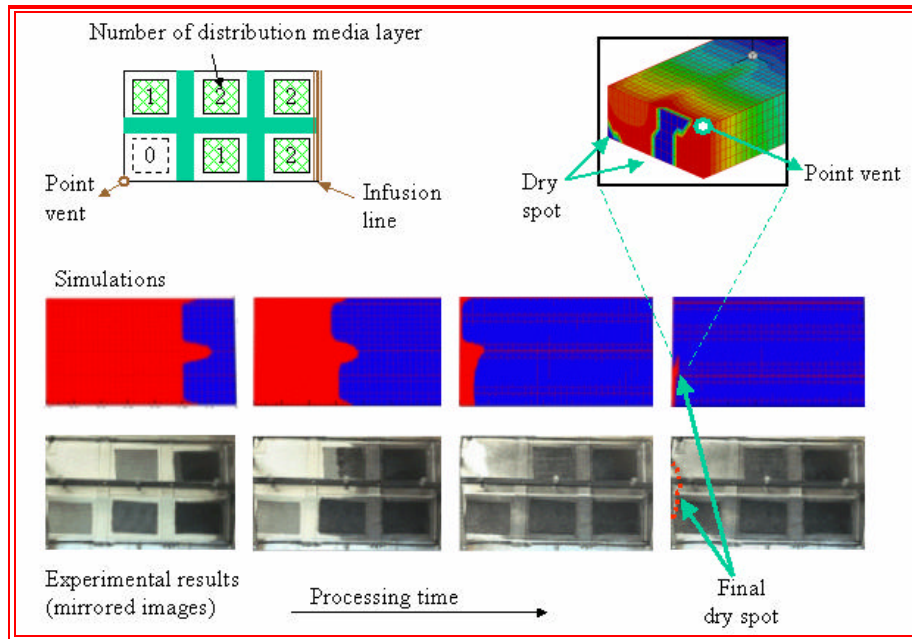 Number of distribution media layer
1
2
2
0
1
2
Point
vent
Infusion
line
Dry
spot
Point vent
Simulations
Experimental results
(mirrored images)
Processing time
Final
dry spot